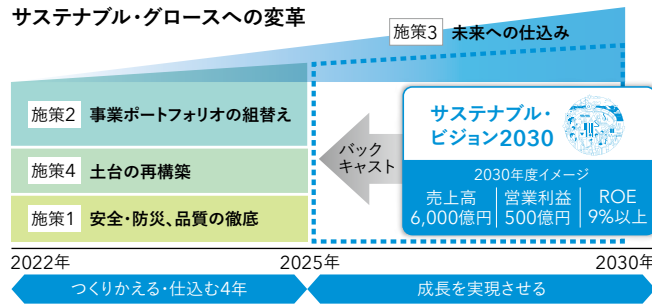 サステナブル・グロースへの変革
施策3 未来への仕込み
施策2 事業ポートフォリオの組替え
施策4 土台の再構築
施策1 安全・防災、品質の徹底
バック
キャスト
サステナブル・
ビジョン2030
2030年度イメージ
売上高 営業利益 ROE
6,000億円 500億円 9%以上
2022年 2025年 2030年
つくりかえる・仕込む4年 成長を実現させる